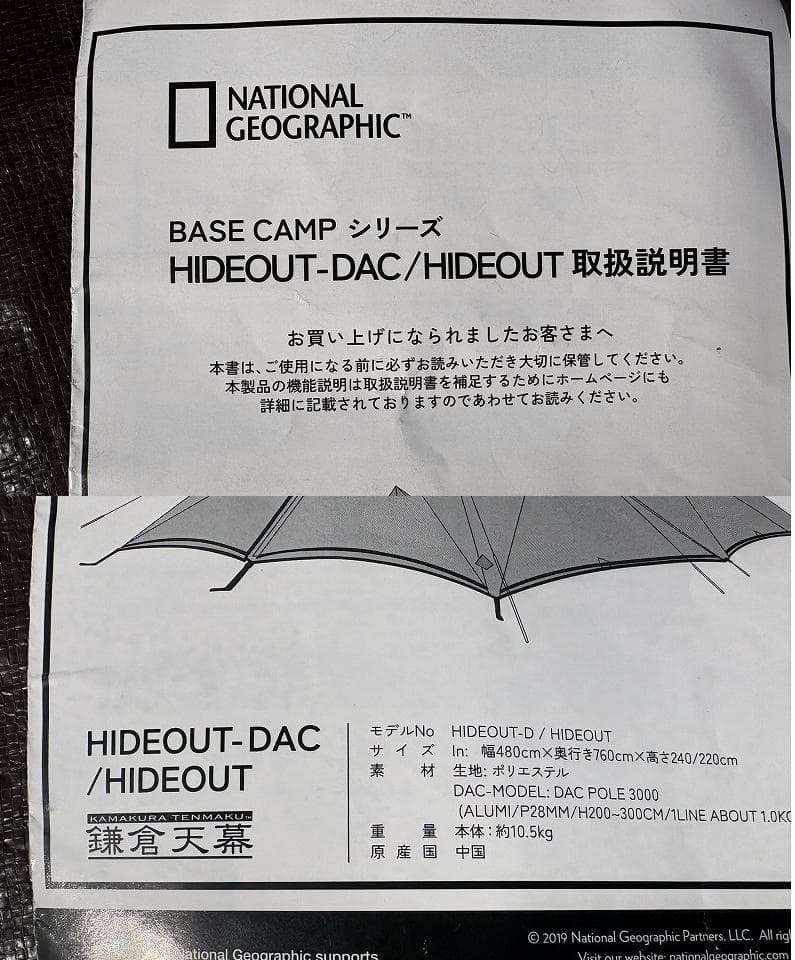 NATIONAL
GEOGRAPHIC™
BASE CAMP シリーズ
HIDEOUT-DAC/HIDEOUT 取扱説明書
お買い上げになられましたお客さまへ
本書は、ご使用になる前に必ずお読みいただき大切に保管してください。
本製品の機能説明は取扱説明書を補足するためにホームページにも
詳細に記載されておりますのであわせてお読みください。
HIDEOUT-DAC
/HIDEOUT
KAMAKURA TENMAKU™
鎌倉天幕
モデルNo HIDEOUT-D / HIDEOUT
サイズ In: 幅480cm×奥行き760cm×高さ240/220cm
素材 生地: ポリエステル
DAC-MODEL: DAC POLE 3000
(ALUMI/P28MM/H200~300CM/1LINE ABOUT 1.0KG
重量 本体：約10.5kg
原産国 中国
© 2019 National Geographic Partners, LLC. All
National Geographic supports
Visit our website: nationalgeographic.com